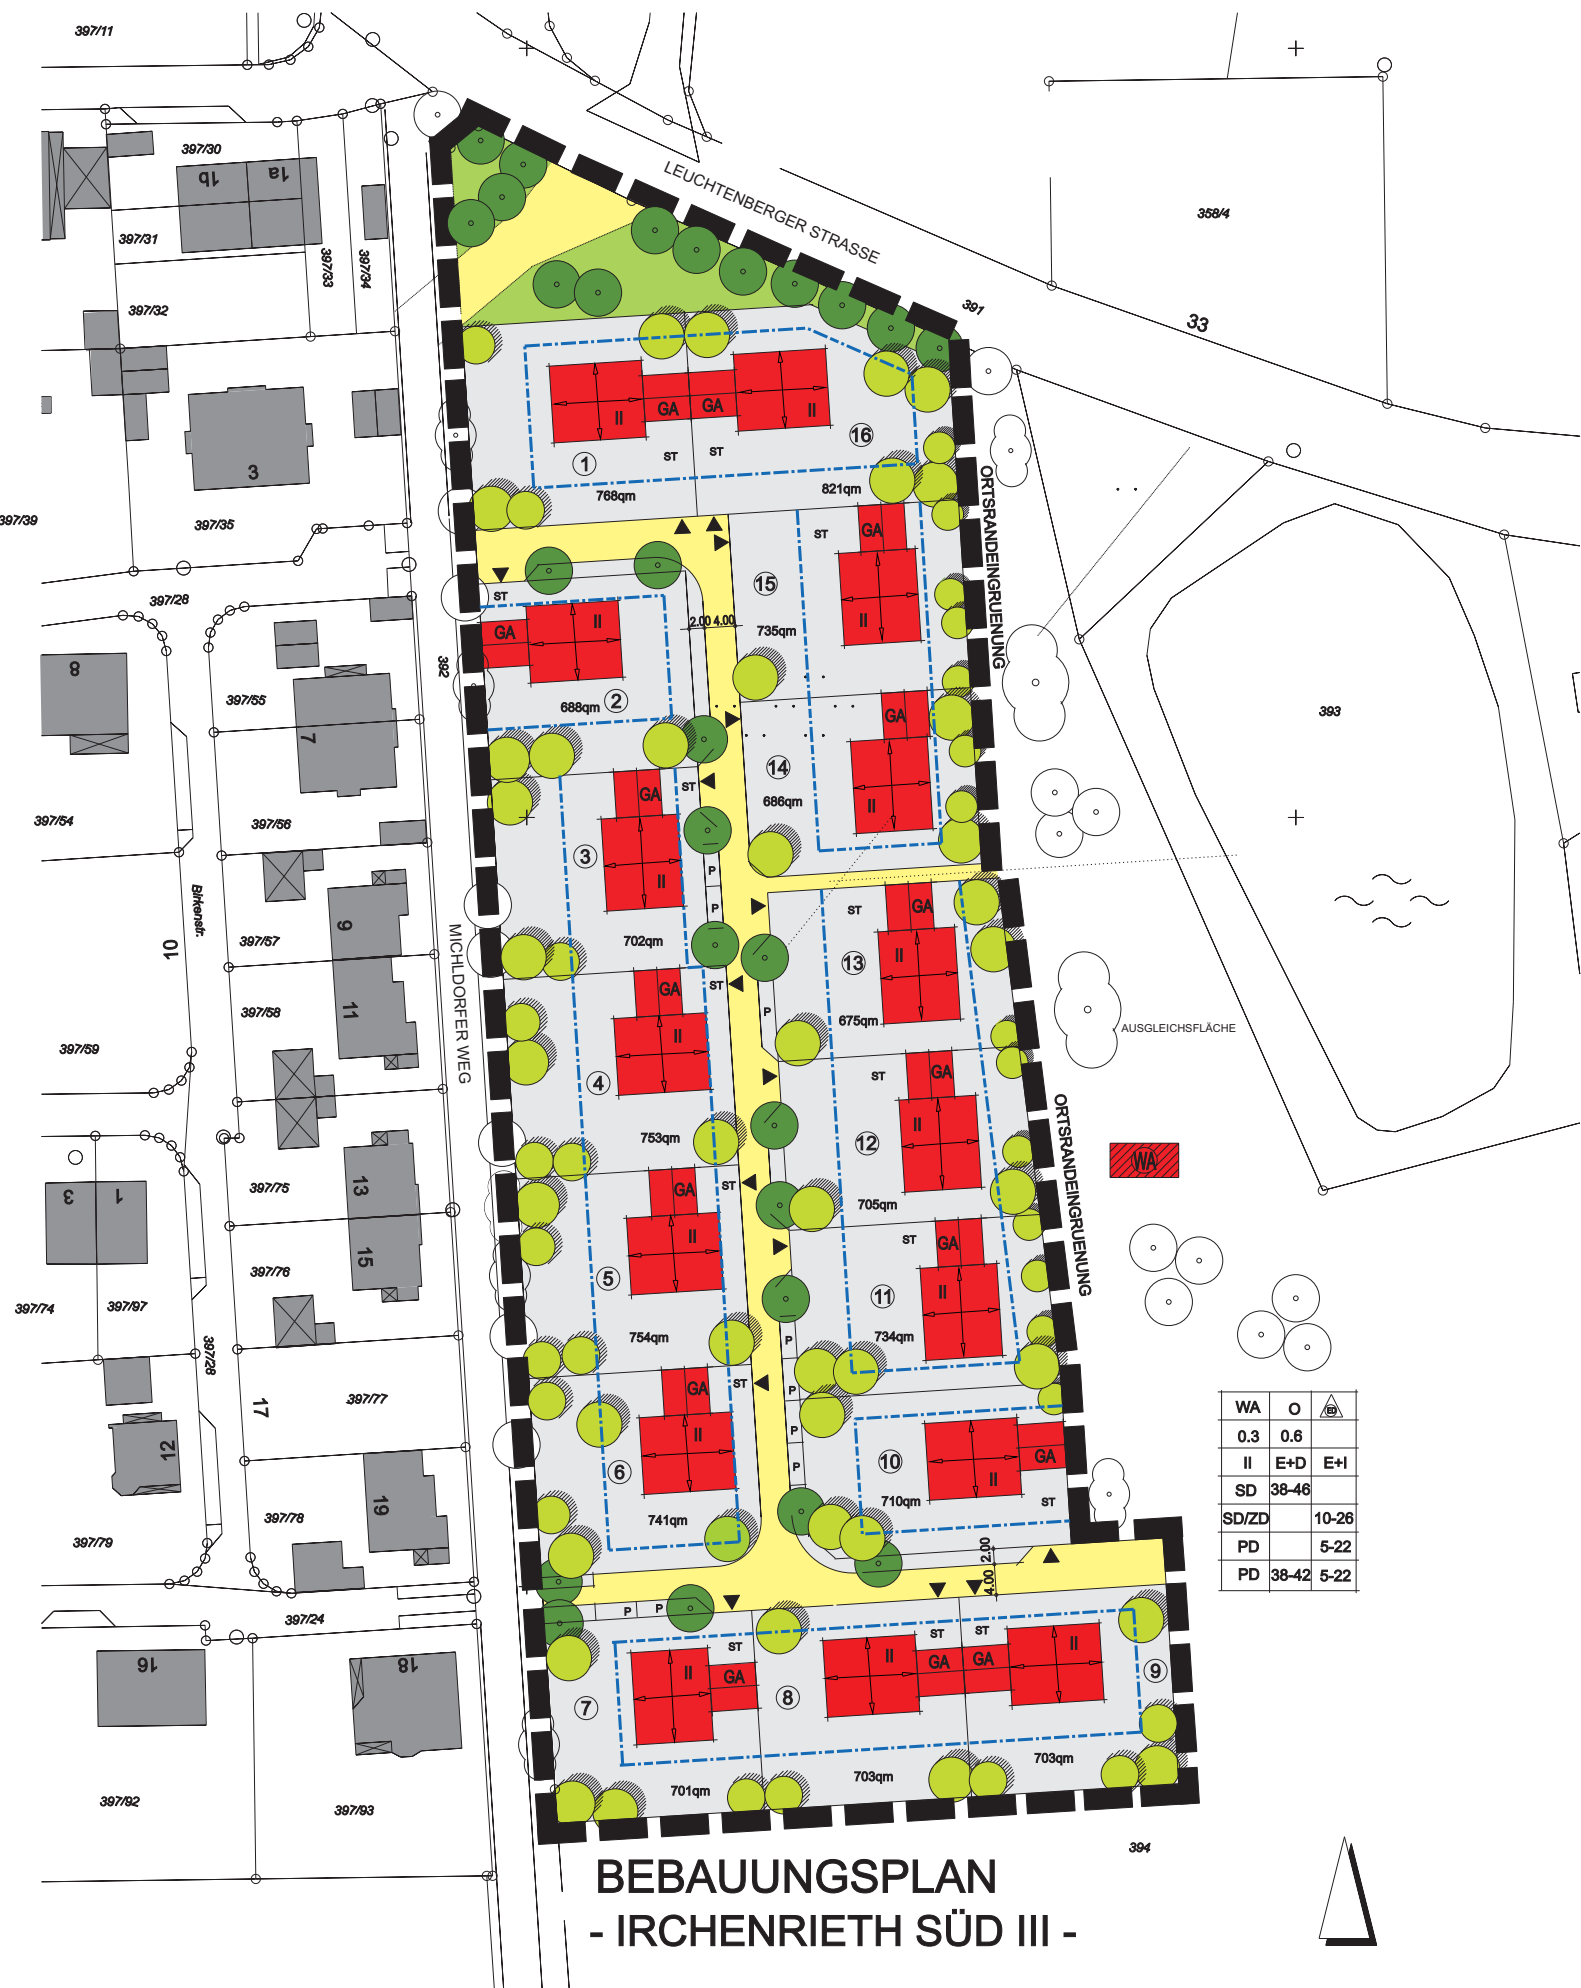 397/11
397/30
1b
1a
397/31
397/33
397/34
397/32
3
397/39
397/35
397/28
8
397/55
7
397/54
397/56
Birkenstr.
10
9
397/57
11
397/58
397/59
3
1
13
397/75
15
397/76
397/74
397/97
397/28
17
397/77
12
19
397/78
397/79
397/24
16
18
397/92
397/93
392
MICHLDORFER WEG
LEUCHTENBERGER STRASSE
391
33
358/4
393
394
ORTSRANDEINGRUENUNG
ORTSRANDEINGRUENUNG
AUSGLEICHSFLÄCHE
WA
II
GA
GA
II
1
ST
ST
16
768qm
821qm
ST
GA
II
15
735qm
ST
GA
II
2.00 4.00
688qm
2
GA
II
14
686qm
GA
ST
3
II
P
P
702qm
ST
GA
II
13
675qm
P
GA
ST
II
4
753qm
ST
GA
II
12
705qm
GA
ST
II
5
754qm
ST
GA
II
11
734qm
P
P
P
P
GA
ST
II
6
741qm
10
II
GA
710qm
ST
2.00
4.00
P
P
ST
II
GA
7
701qm
8
II
ST
ST
GA
GA
II
9
703qm
703qm
WA O ED
0.3 0.6
II E+D E+I
SD 38-46
SD/ZD 10-26
PD 5-22
PD 38-42 5-22
BEBAUUNGSPLAN
- IRCHENRIETH SÜD III -